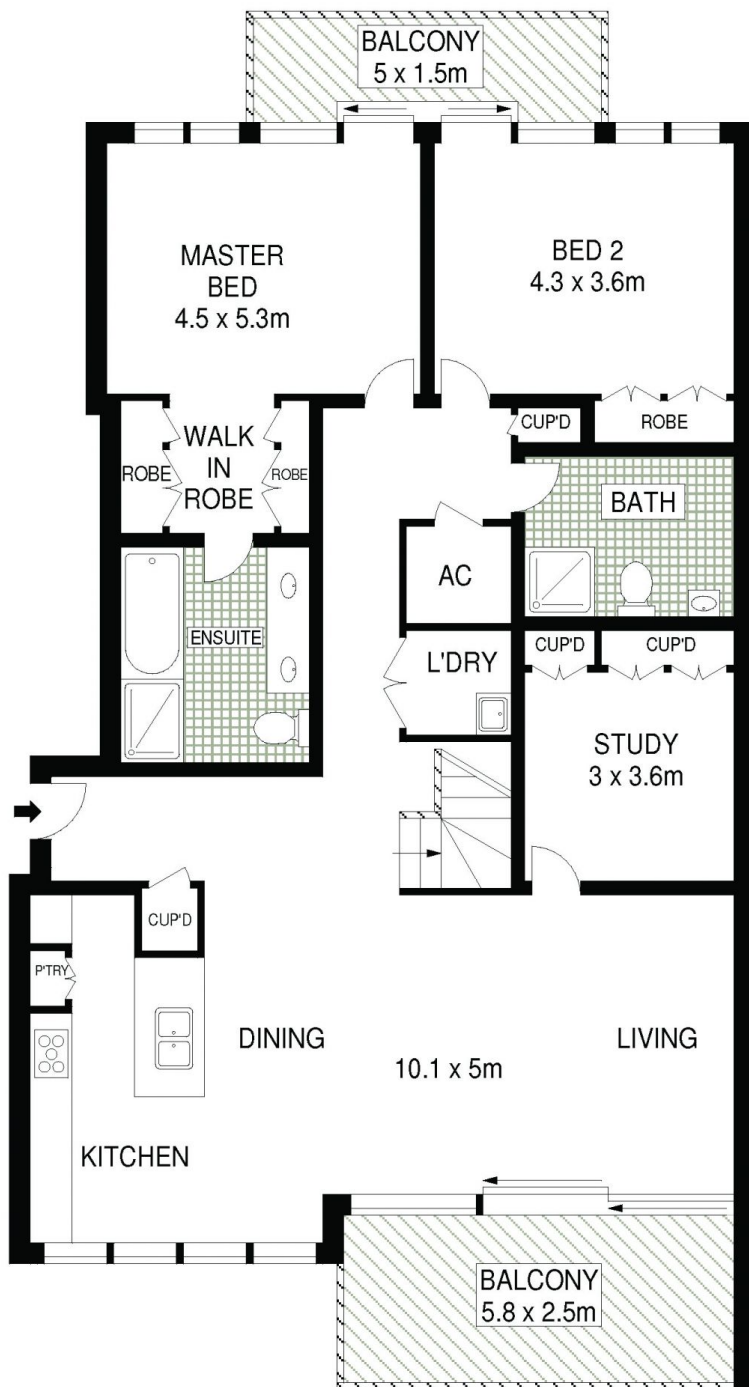 BALCONY
5 x 1.5m
MASTER
BED
4.5 x 5.3m
BED 2
4.3 x 3.6m
CUP'D
ROBE
WALK
IN
ROBE
ROBE
ROBE
BATH
AC
ENSUITE
L'DRY
CUP'D
CUP'D
STUDY
3 x 3.6m
CUP'D
P'TRY
DINING
LIVING
10.1 x 5m
KITCHEN
BALCONY
5.8 x 2.5m